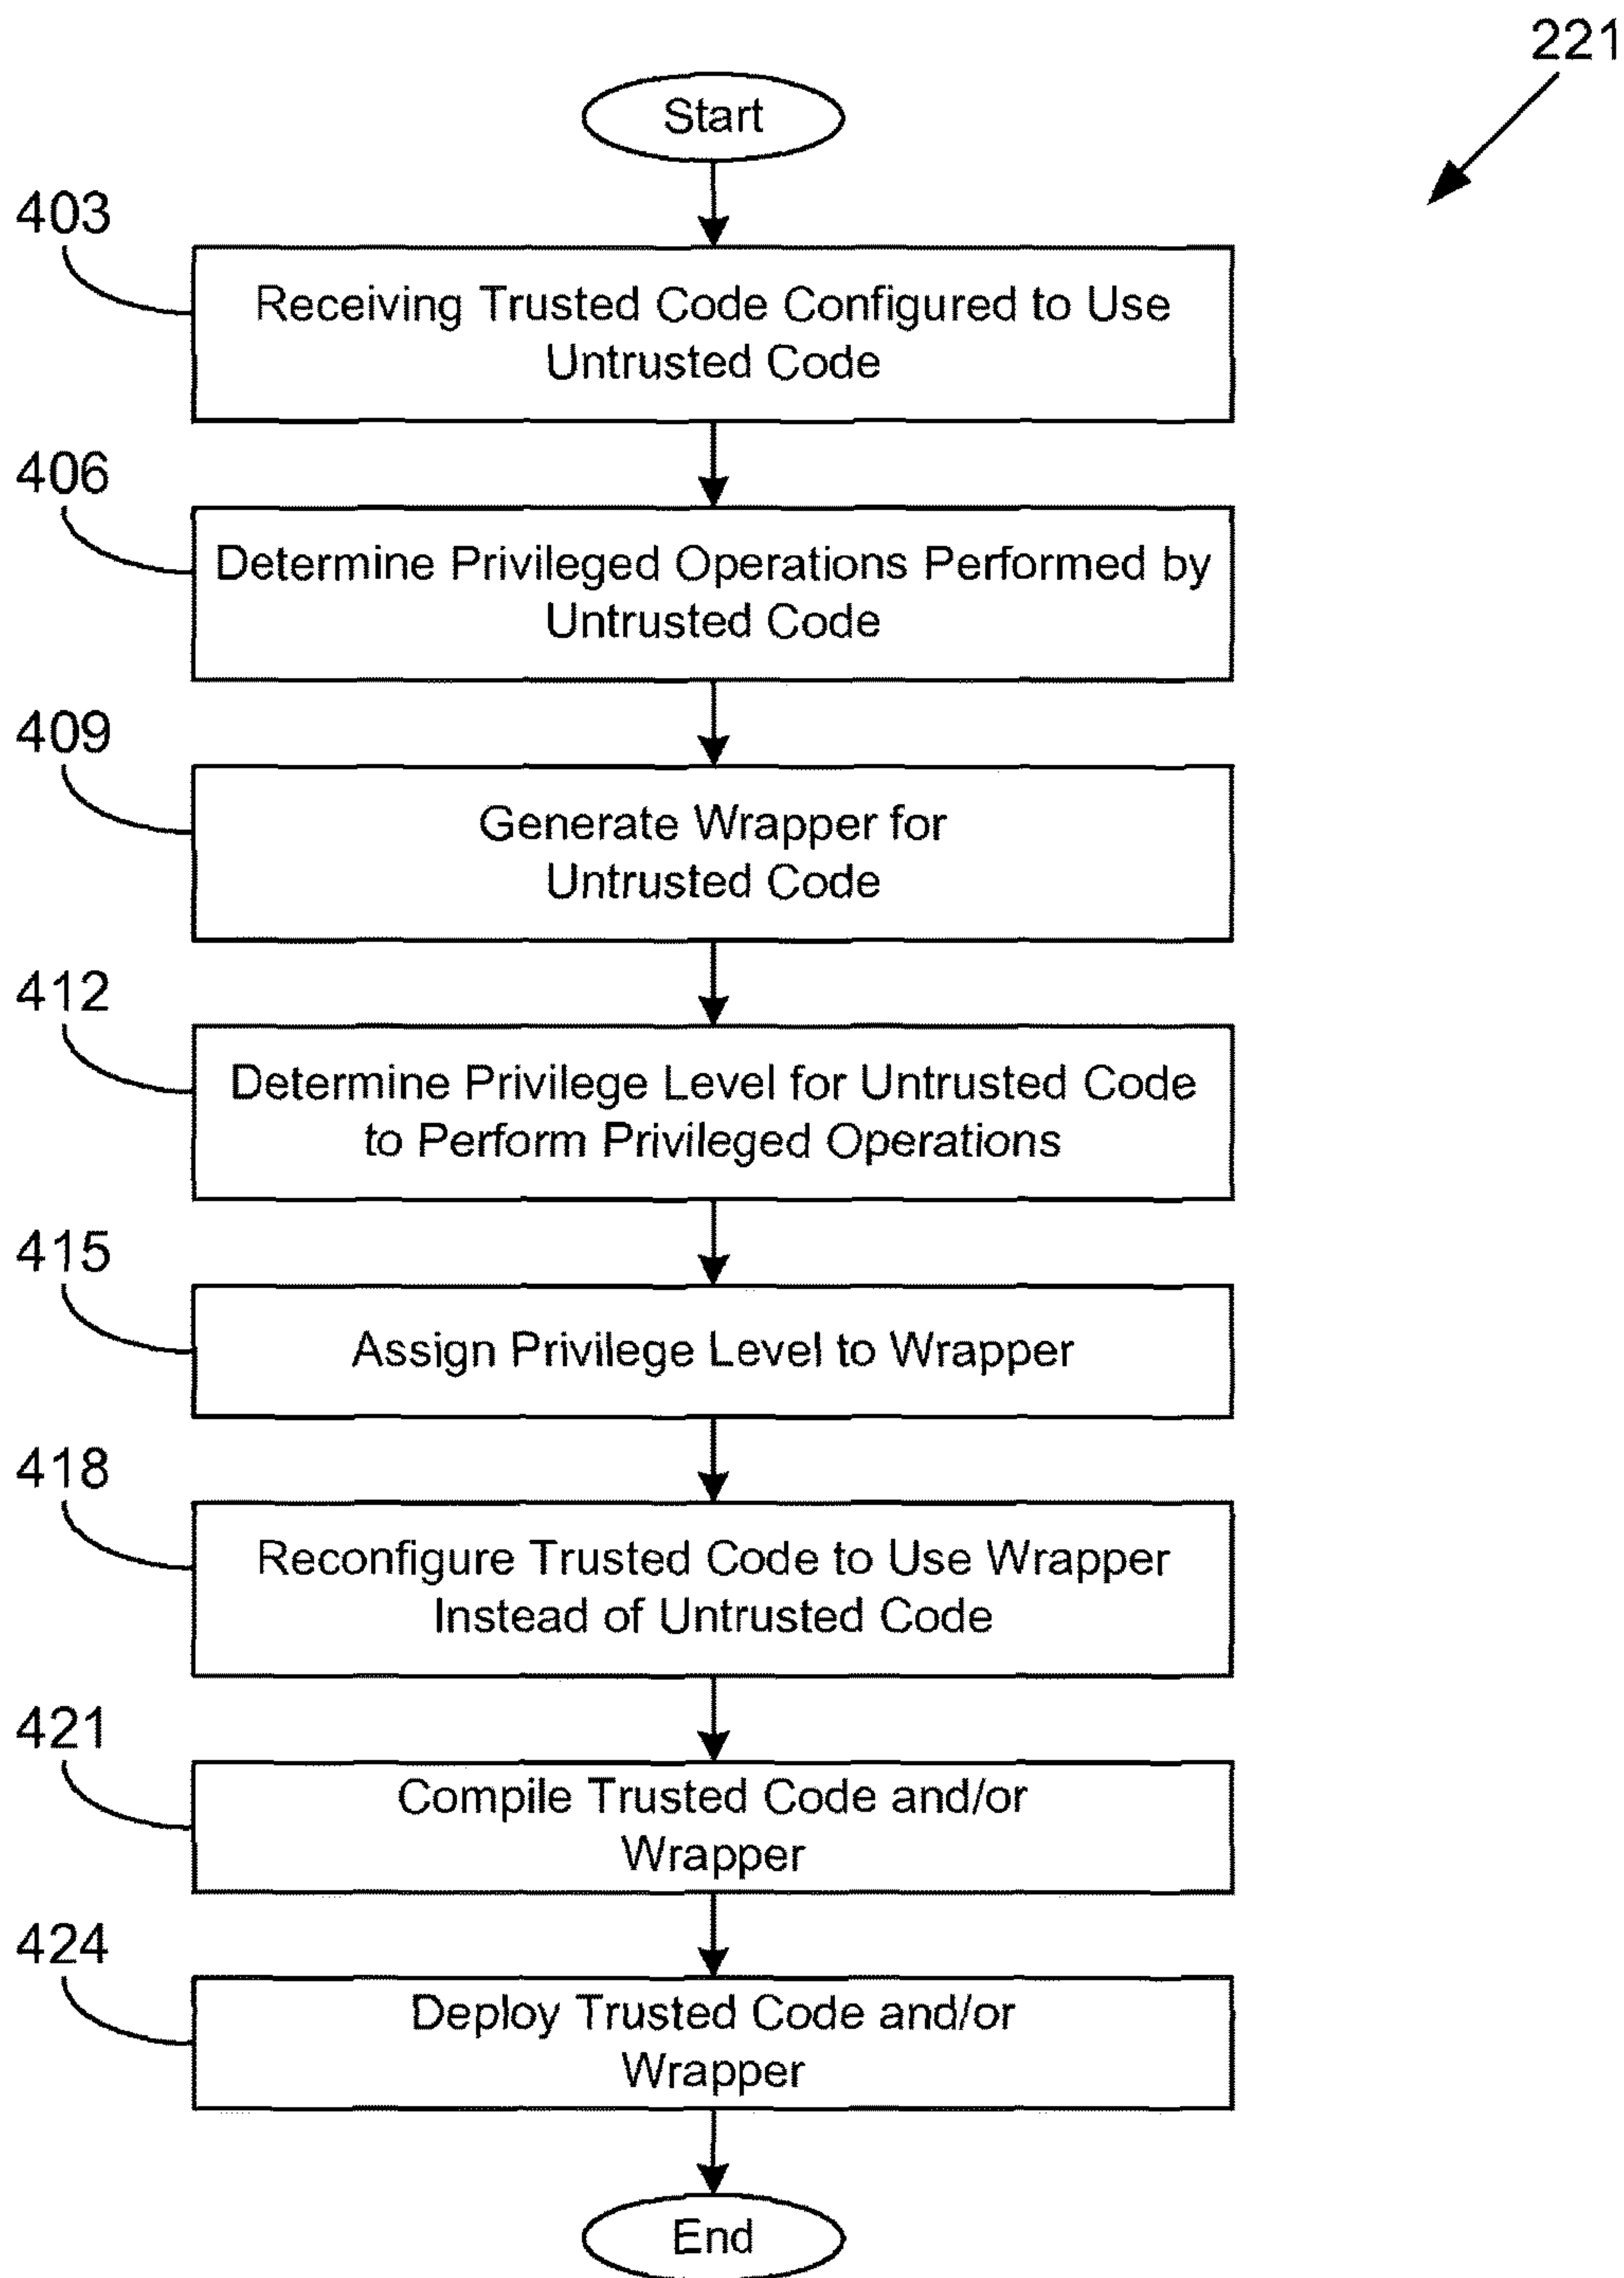 221
Start
403
Receiving Trusted Code Configured to Use
Untrusted Code
406
Determine Privileged Operations Performed by
Untrusted Code
409
Generate Wrapper for
Untrusted Code
412
Determine Privilege Level for Untrusted Code
to Perform Privileged Operations
415
Assign Privilege Level to Wrapper
418
Reconfigure Trusted Code to Use Wrapper
Instead of Untrusted Code
421
Compile Trusted Code and/or
Wrapper
424
Deploy Trusted Code and/or
Wrapper
End